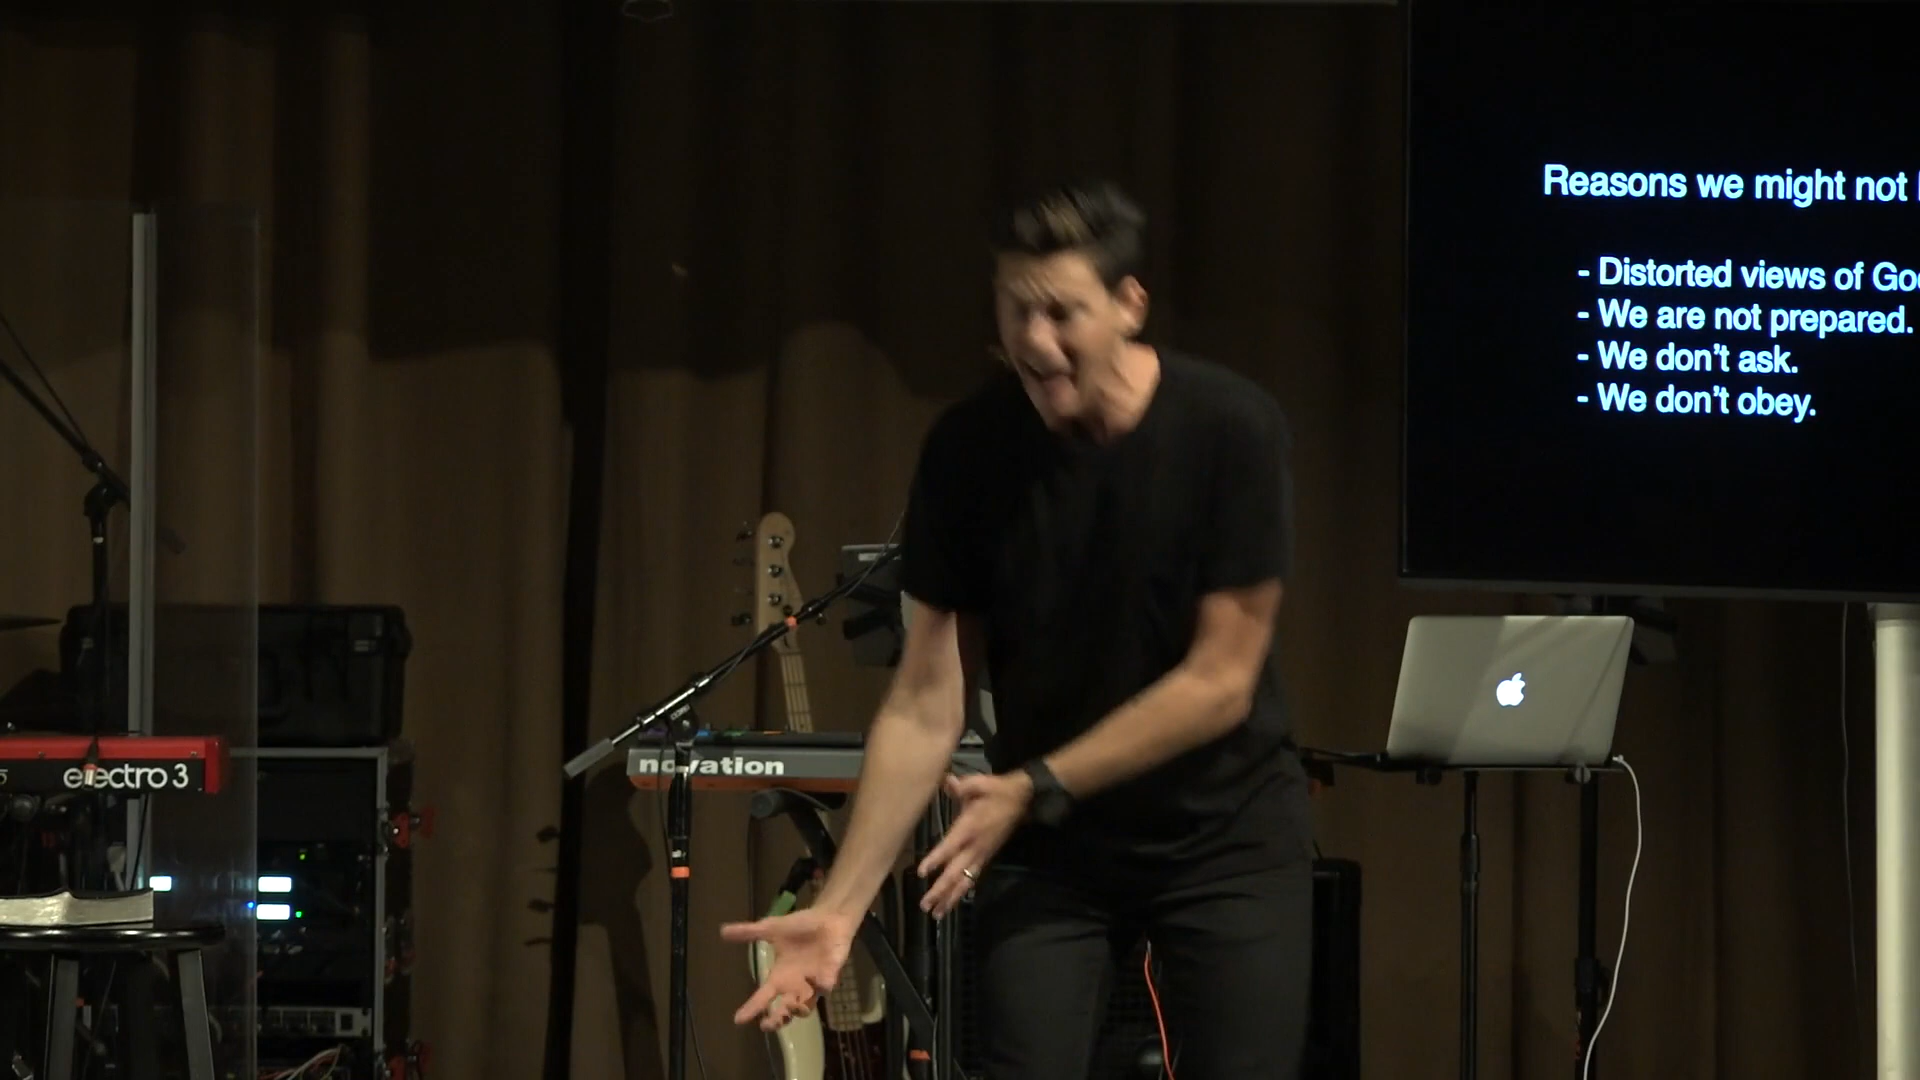 Reasons we might not
- Distorted views of
- We are not prepared.
- We don't ask.
- We don't obey.
novation
electro 3